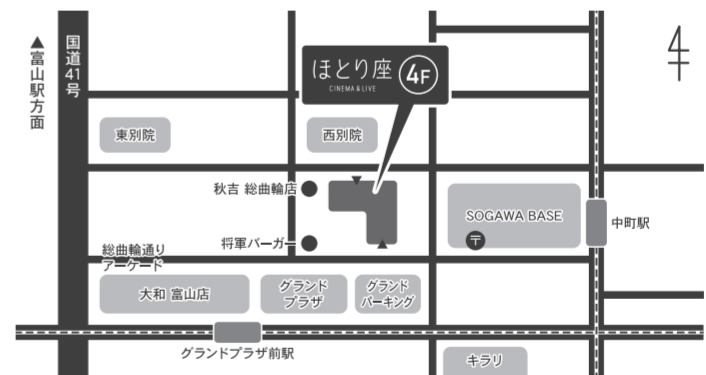 ▲富山駅方面
国道41号
ほとり座
4F
CINEMA & LIVE
東別院
西別院
秋吉 総曲輪店
将軍バーガー
SOGAWA BASE
〒
中町駅
総曲輪通り
アーケード
大和 富山店
グランド
プラザ
グランド
パーキング
グランドプラザ前駅
キラリ